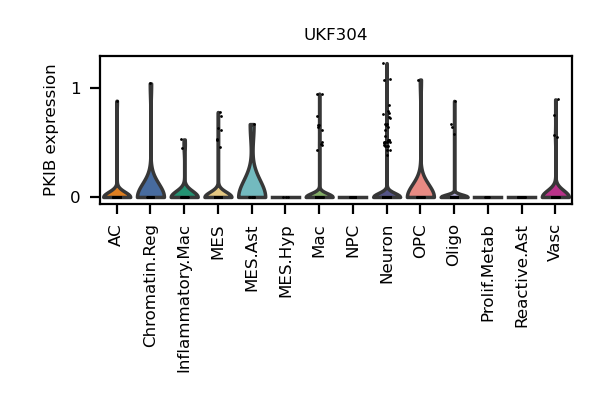 UKF304
PKIB expression
1
0
AC
Chromatin.Reg
Inflammatory.Mac
MES
MES.Ast
MES.Hyp
Mac
NPC
Neuron
OPC
Oligo
Prolif.Metab
Reactive.Ast
Vasc